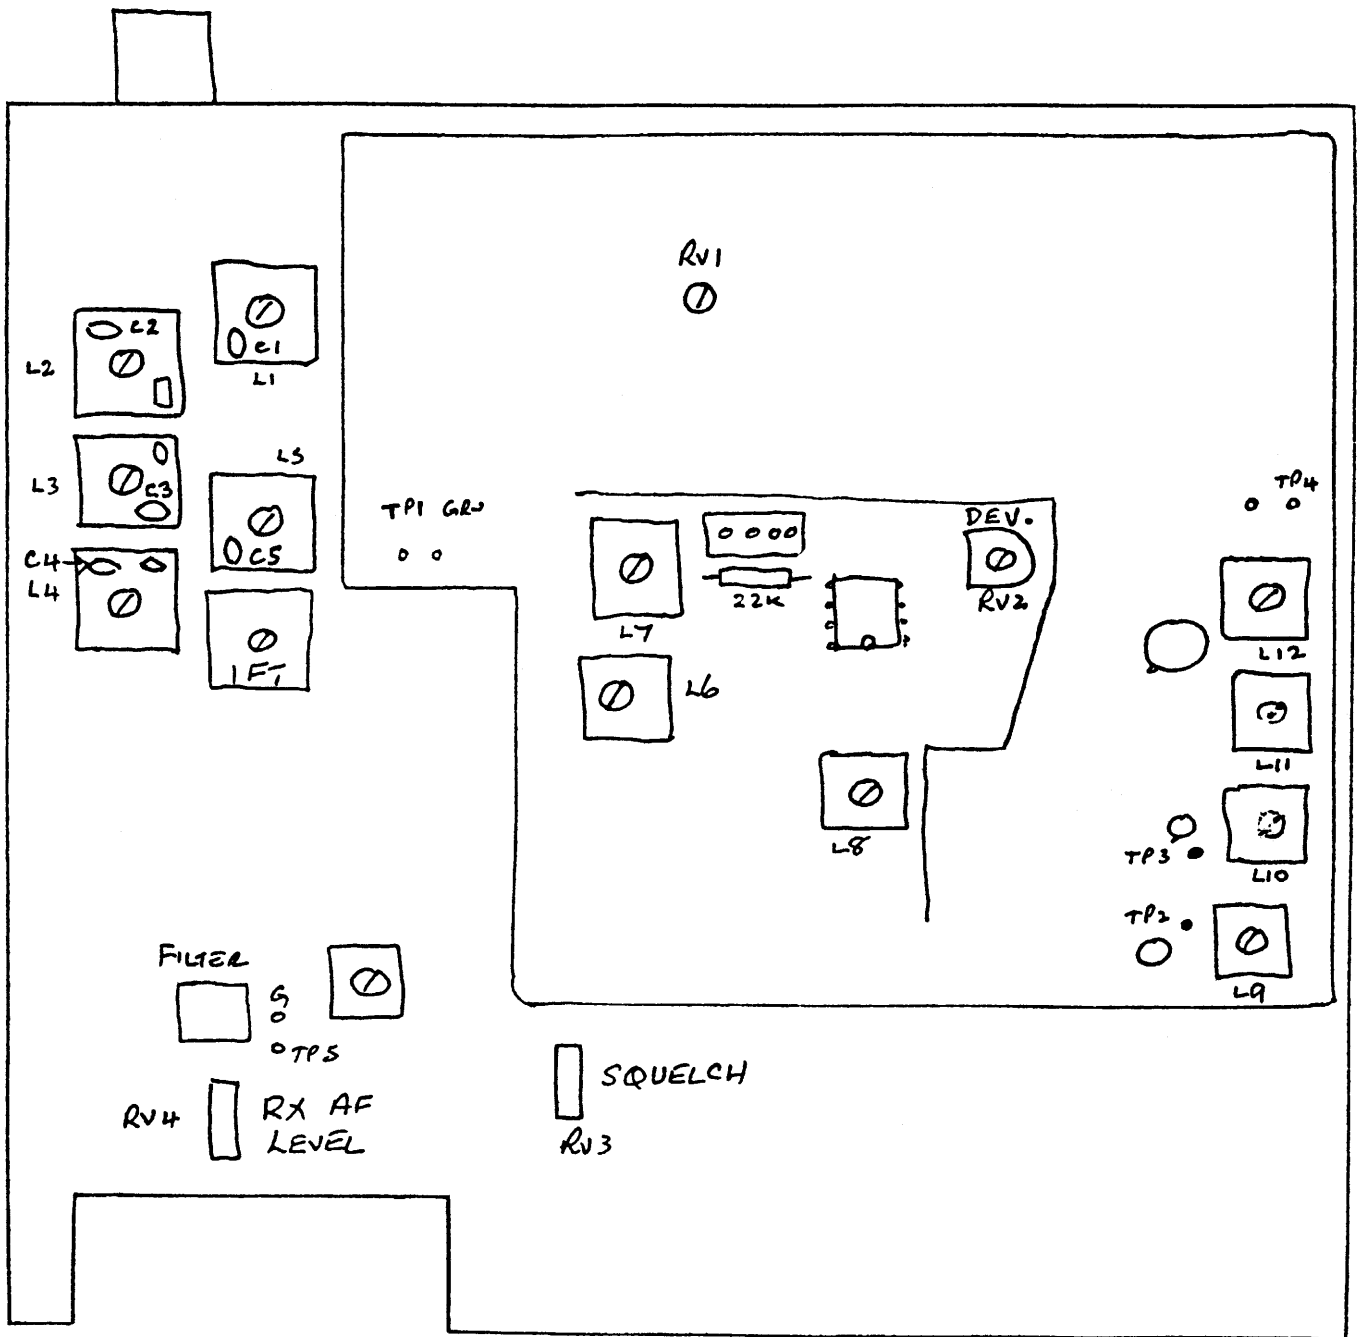 RV1
C2
C1
L2
L1
L5
L3
C3
TP1 GRN
TP4
DEV.
C4
C5
L4
22K
RV2
L7
IFT
L6
L12
L11
L8
TP3
L10
TP2
L9
FILTER
G
TP5
SQUELCH
RV4
RX AF
LEVEL
RV3